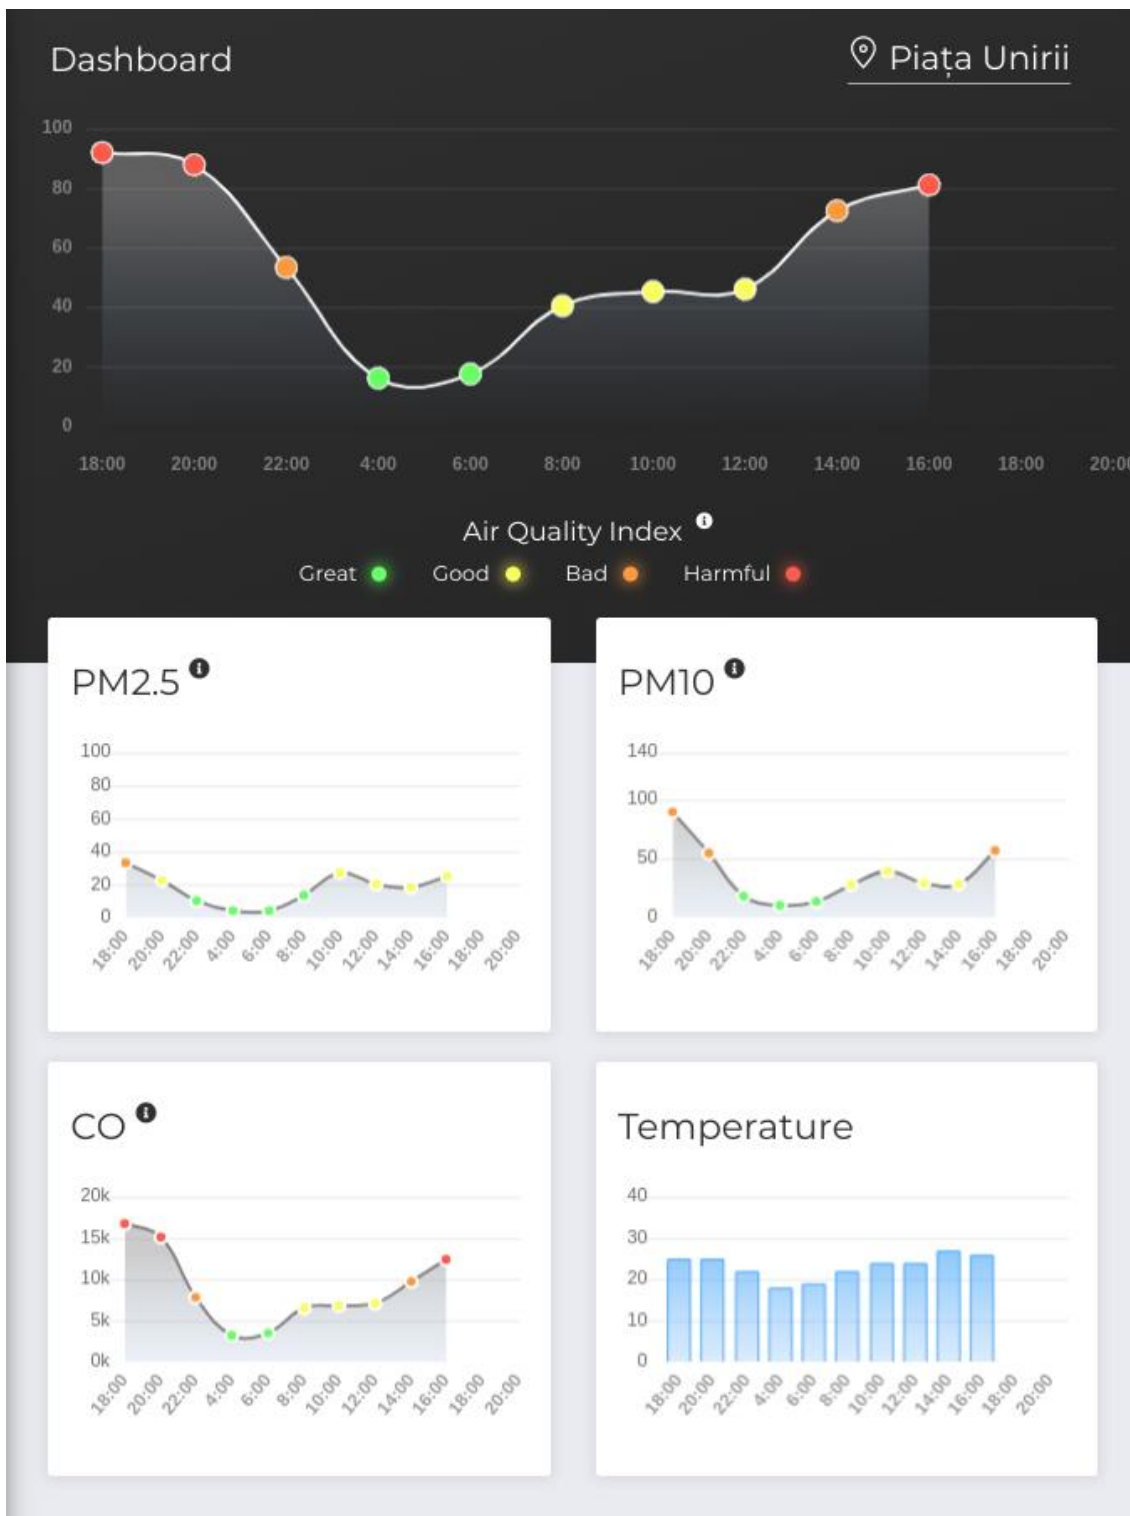 Dashboard
Piața Unirii
100
80
60
40
20
0
18:00 20:00 22:00 4:00 6:00 8:00 10:00 12:00 14:00 16:00 18:00 20:00
Air Quality Index
Great Good Bad Harmful
PM2.5
100
80
60
40
20
0
18:00 20:00 22:00 4:00 6:00 8:00 10:00 12:00 14:00 16:00 18:00 20:00
PM10
140
100
50
0
18:00 20:00 22:00 4:00 6:00 8:00 10:00 12:00 14:00 16:00 18:00 20:00
CO
20k
15k
10k
5k
0k
18:00 20:00 22:00 4:00 6:00 8:00 10:00 12:00 14:00 16:00 18:00 20:00
Temperature
40
30
20
10
0
18:00 20:00 22:00 4:00 6:00 8:00 10:00 12:00 14:00 16:00 18:00 20:00